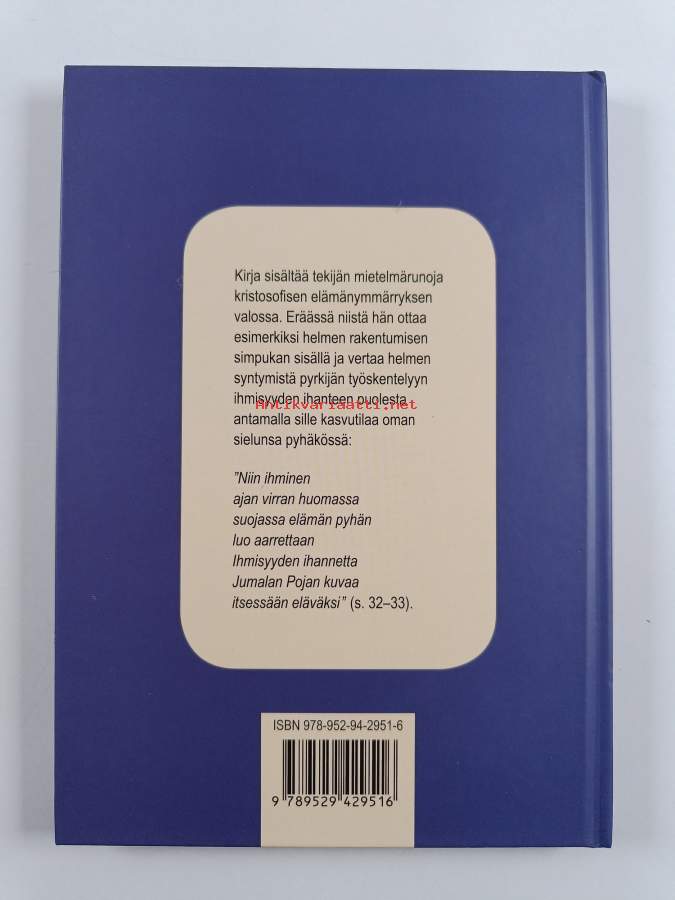 Kirja sisältää tekijän mietelmärunoja
kristosofisen elämänymmärryksen
valossa. Eräässä niistä hän ottaa
esimerkiksi helmen rakentumisen
simpukan sisällä ja vertaa helmen
syntymistä pyrkijän työskentelyyn
ihmisyyden ihanteen puolesta
Antikvariaatti.net
antamalla sille kasvutilaa oman
sielunsa pyhäkössä:
”Niin ihminen
ajan virran huomassa
suojassa elämän pyhän
luo aarrettaan
Ihmisyyden ihannetta
Jumalan Pojan kuvaa
itsessään eläväksi” (s. 32–33).
ISBN 978-952-94-2951-6
9 789529 429516